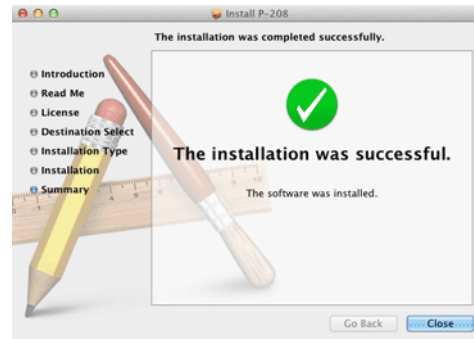 Install P-208
The installation was completed successfully.
Introduction
Read Me
License
Destination Select
Installation Type
Installation
Summary
The installation was successful.
The software was installed.
Go Back
Close